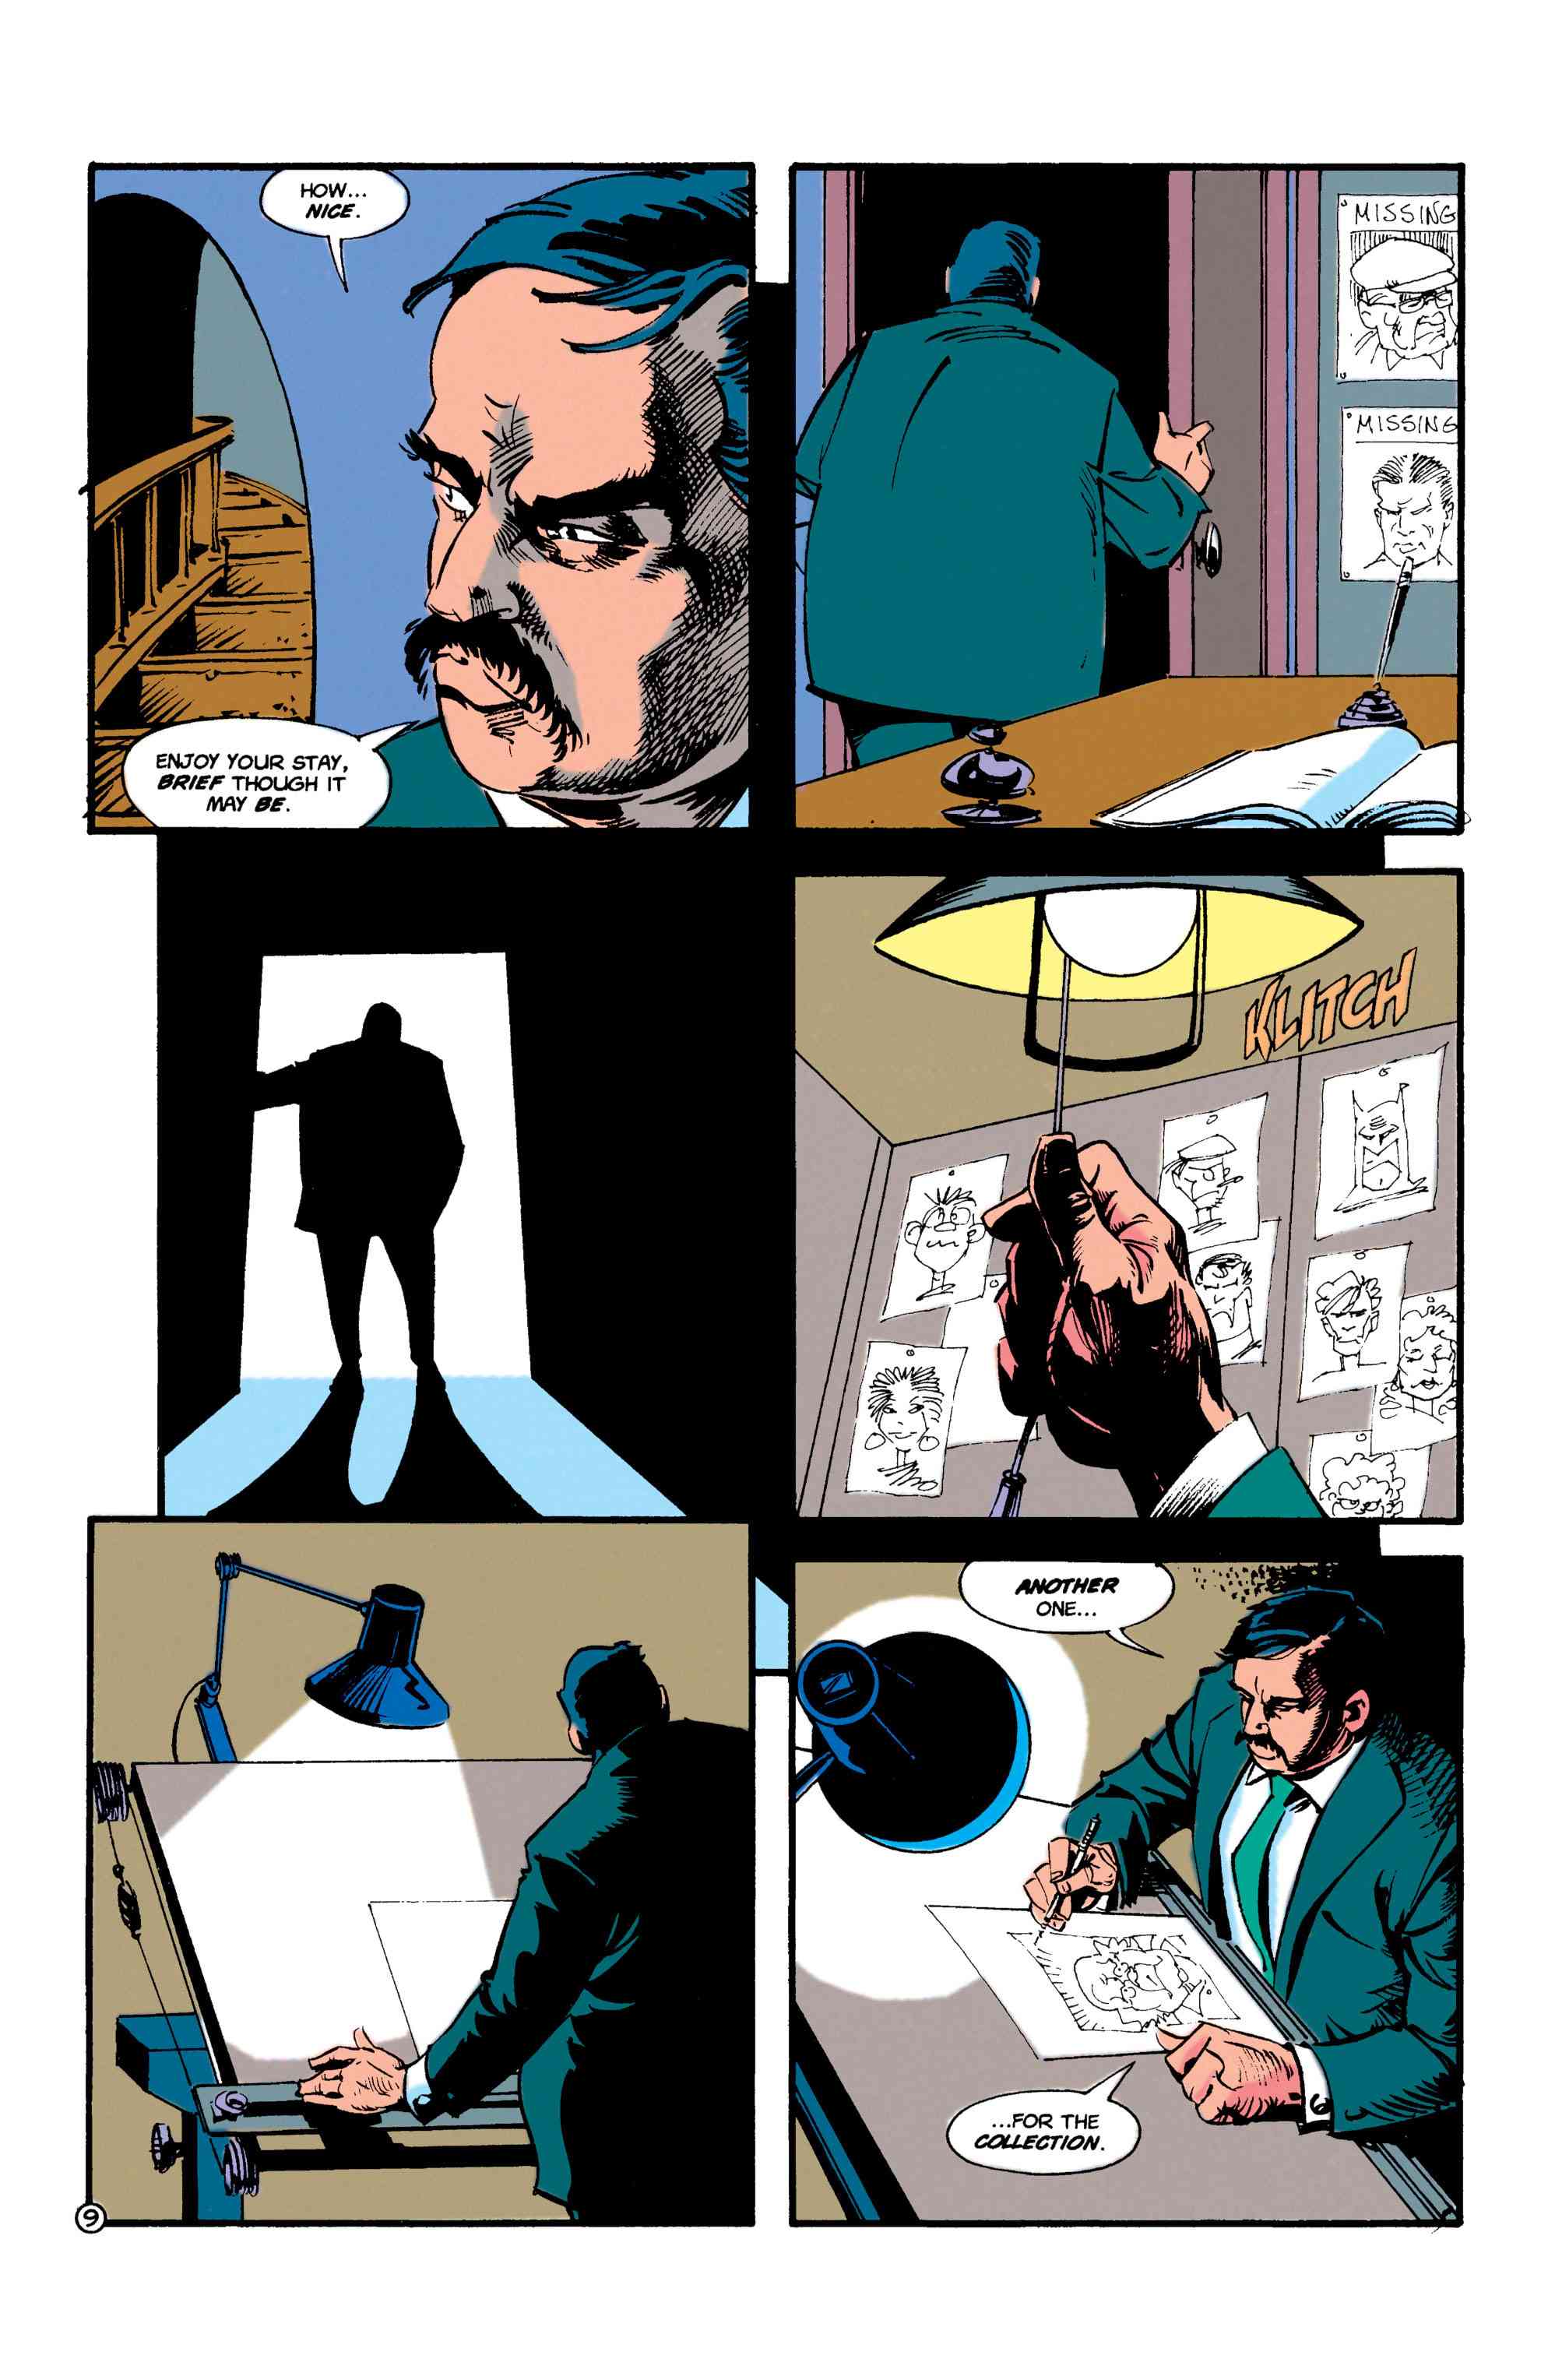 HOW...
NICE.
ENJOY YOUR STAY,
BRIEF THOUGH IT
MAY BE.
MISSING
MISSING
KLITCH
ANOTHER
ONE...
...FOR THE
COLLECTION.
9